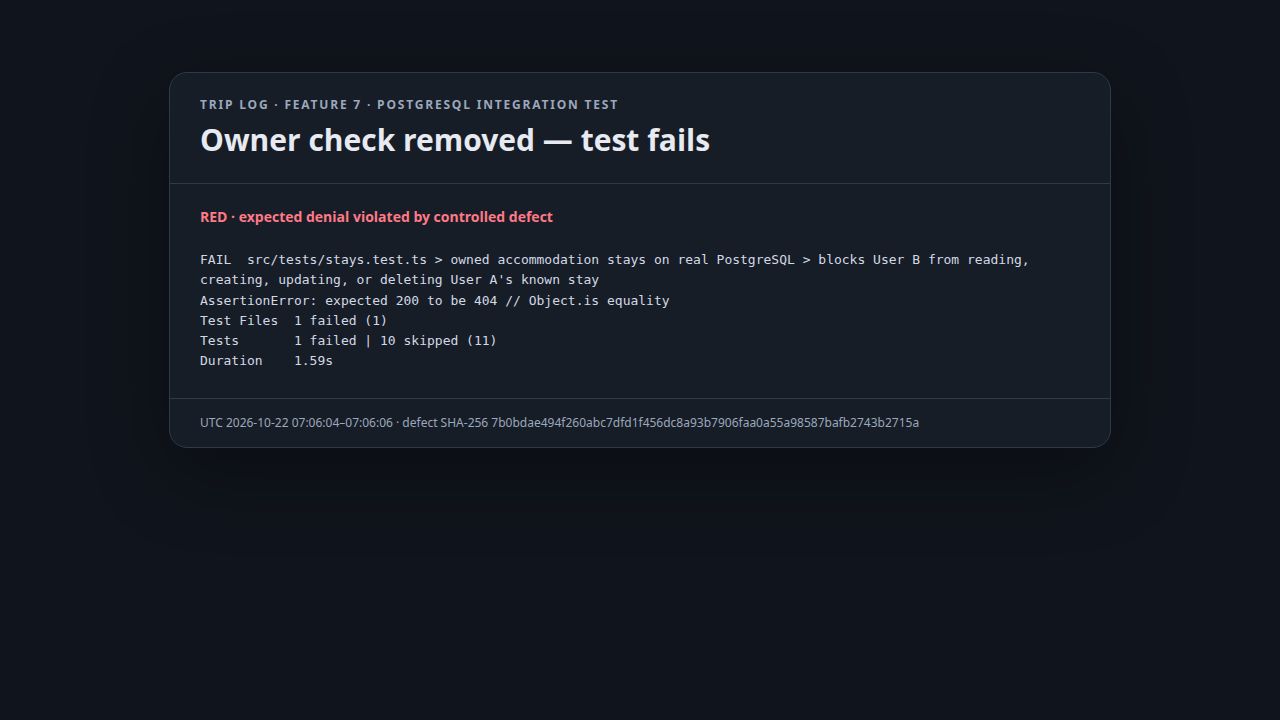 TRIP LOG · FEATURE 7 · POSTGRESQL INTEGRATION TEST
Owner check removed — test fails
RED · expected denial violated by controlled defect
FAIL  src/tests/stays.test.ts > owned accommodation stays on real PostgreSQL > blocks User B from reading,
creating, updating, or deleting User A's known stay
AssertionError: expected 200 to be 404 // Object.is equality
Test Files  1 failed (1)
Tests       1 failed | 10 skipped (11)
Duration    1.59s
UTC 2026-10-22 07:06:04–07:06:06 · defect SHA-256 7b0bdae494f260abc7dfd1f456dc8a93b7906faa0a55a98587bafb2743b2715a